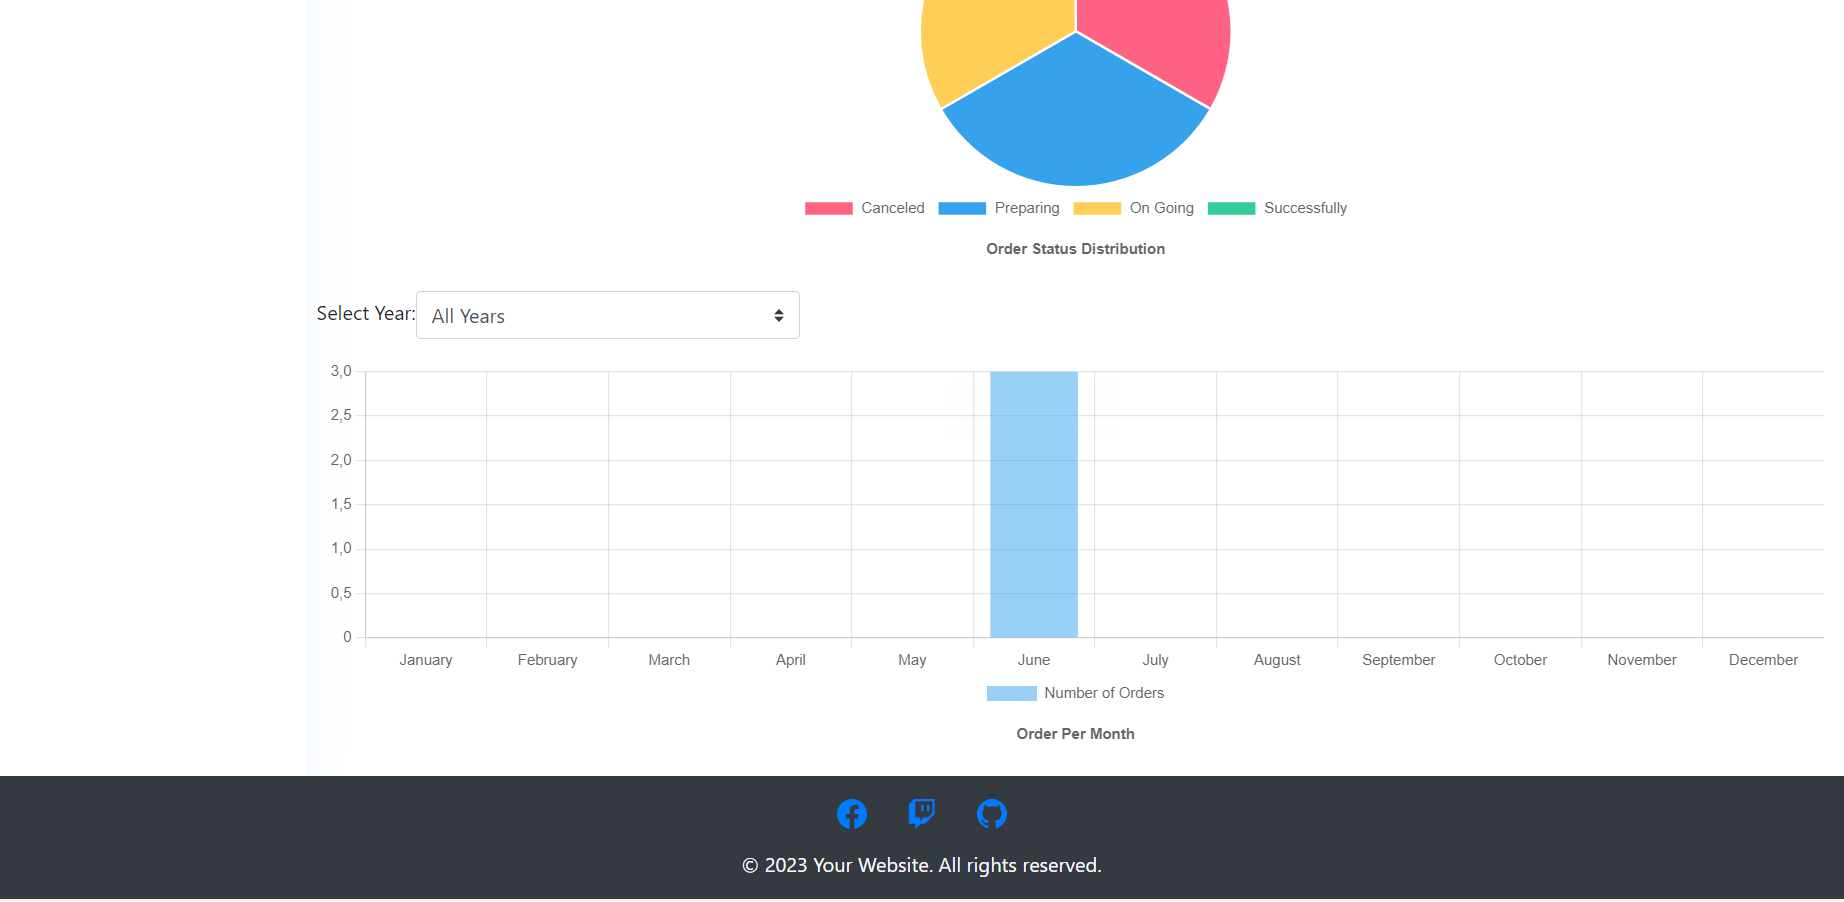 Canceled Preparing On Going Successfully
Order Status Distribution
Select Year: All Years
3,0
2,5
2,0
1,5
1,0
0,5
0
January February March April May June July August September October November December
Number of Orders
Order Per Month
© 2023 Your Website. All rights reserved.